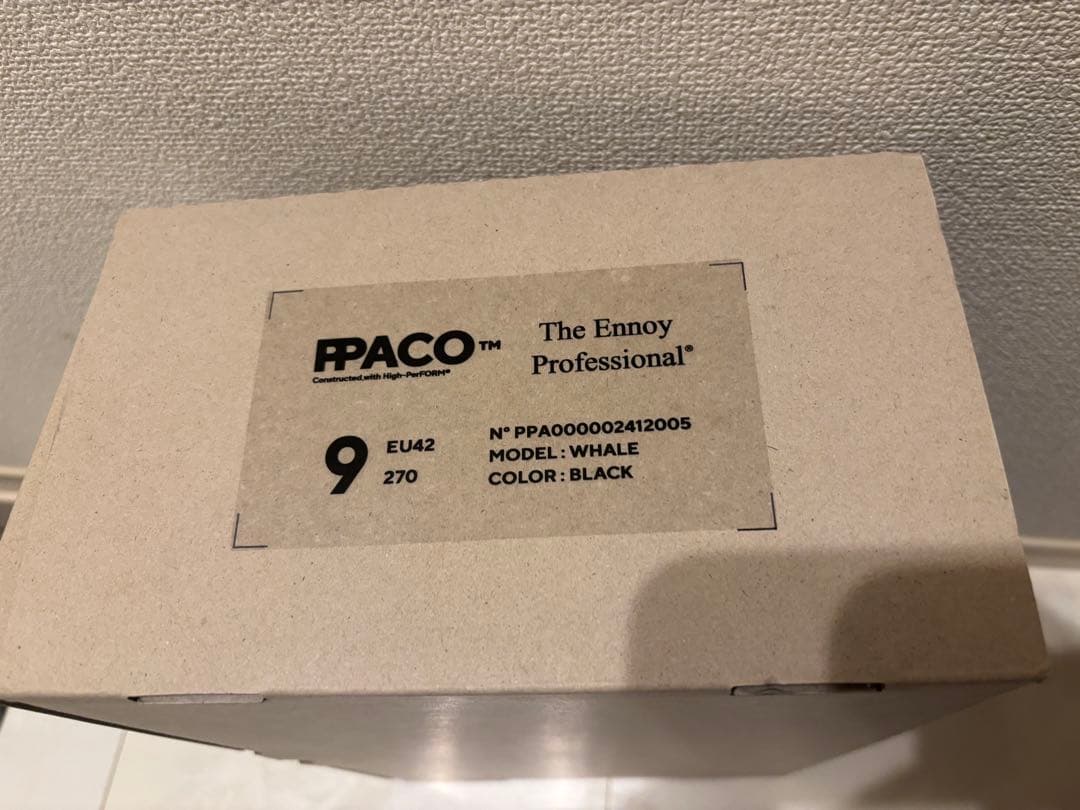 PPACO™
Constructed with High-PerFORM®
The Ennoy
Professional®
9
EU42
270
N° PPA000002412005
MODEL : WHALE
COLOR : BLACK